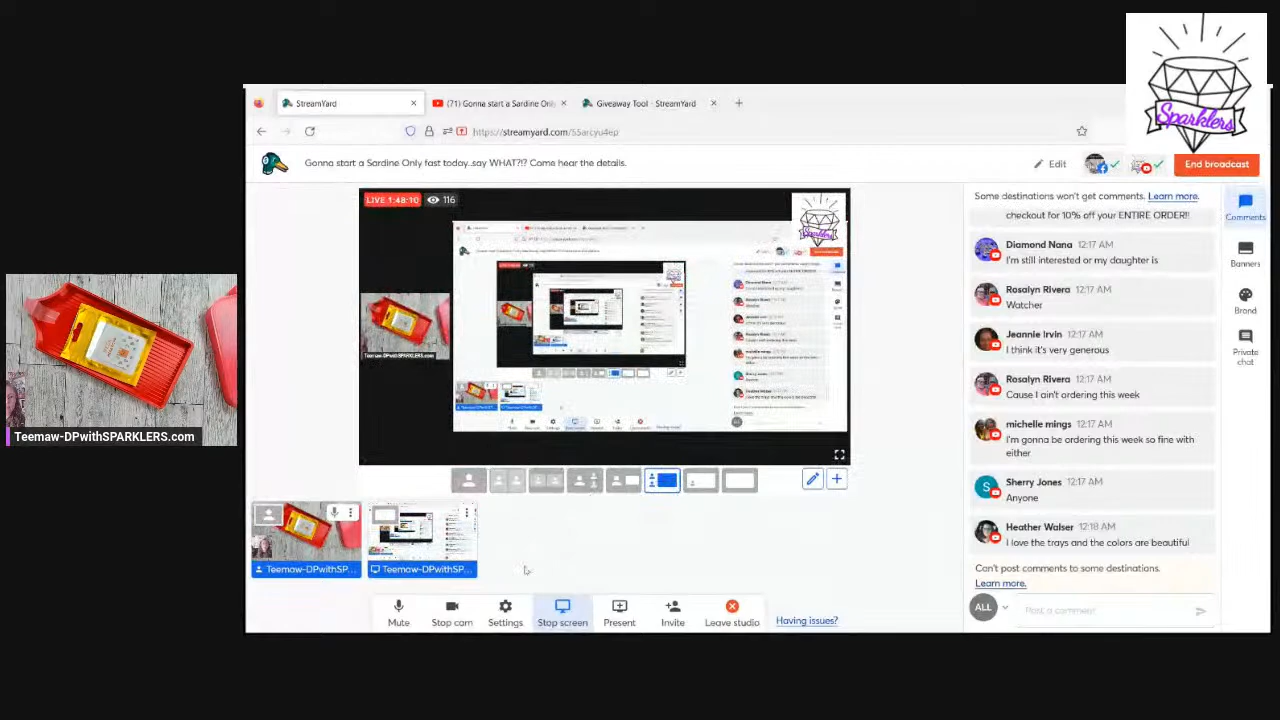 Sparklers
StreamYard
(71) Gonna start a Sardine Onl
Giveaway Tool - StreamYard
https://streamyard.com/55arcyu4ep
Gonna start a Sardine Only fast today..say WHAT?!? Come hear the details.
Edit
End broadcast
LIVE 1:48:10
116
Sparklers
Teemaw-DPwithSPARKLERS.com
Teemaw-DPwithSPARKLERS.com
Teemaw-DPwithSP...
Teemaw-DPwithSP...
Mute
Stop cam
Settings
Stop screen
Present
Invite
Leave studio
Having issues?
Some destinations won't get comments. Learn more.
checkout for 10% off your ENTIRE ORDER!!
Diamond Nana 12:17 AM
I'm still interested or my daughter is
Rosalyn Rivera 12:17 AM
Watcher
Jeannie Irvin 12:17 AM
I think it's very generous
Rosalyn Rivera 12:17 AM
Cause I ain't ordering this week
michelle mings 12:17 AM
I'm gonna be ordering this week so fine with
either
S
Sherry Jones 12:17 AM
Anyone
Heather Walser 12:18 AM
I love the trays and the colors are beautiful
Can't post comments to some destinations.
Learn more.
ALL
Post a comment
Comments
Banners
Brand
Private
chat